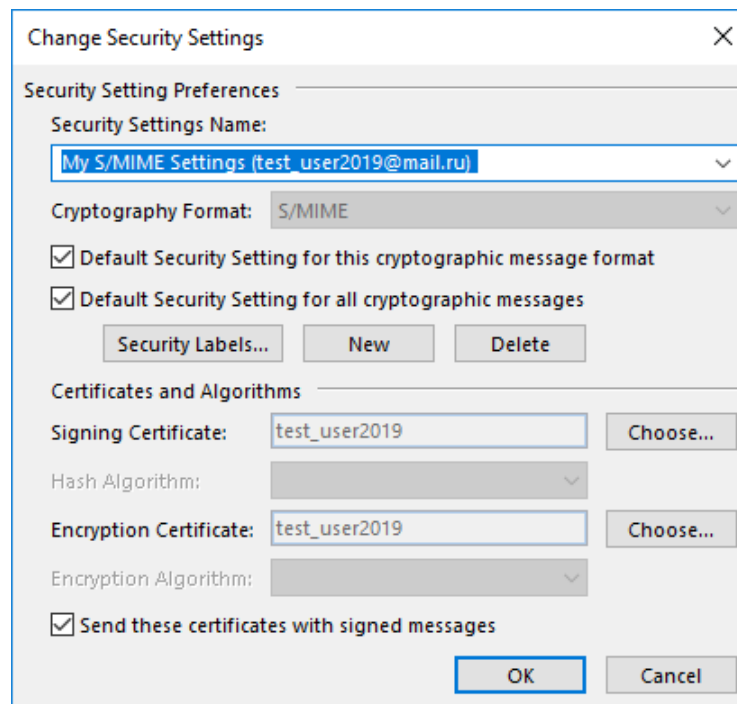 Change Security Settings
Security Setting Preferences
Security Settings Name:
My S/MIME Settings (test_user2019@mail.ru)
Cryptography Format: S/MIME
Default Security Setting for this cryptographic message format
Default Security Setting for all cryptographic messages
Security Labels... New Delete
Certificates and Algorithms
Signing Certificate: test_user2019 Choose...
Hash Algorithm:
Encryption Certificate: test_user2019 Choose...
Encryption Algorithm:
Send these certificates with signed messages
OK Cancel